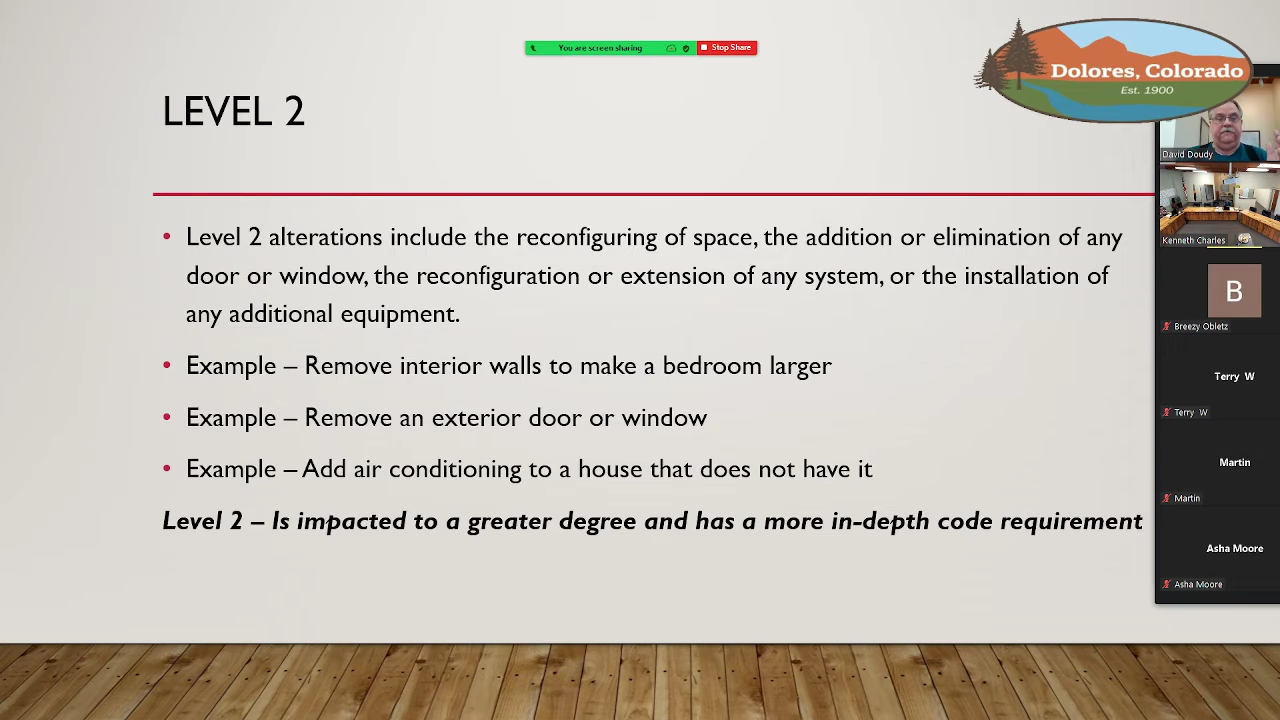 You are screen sharing
Stop Share
Dolores, Colorado
Est. 1900
LEVEL 2
• Level 2 alterations include the reconfiguring of space, the addition or elimination of any
door or window, the reconfiguration or extension of any system, or the installation of
any additional equipment.
• Example – Remove interior walls to make a bedroom larger
• Example – Remove an exterior door or window
• Example – Add air conditioning to a house that does not have it
Level 2 – Is impacted to a greater degree and has a more in-depth code requirement
David Doudy
Kenneth Charles
B
Breezy Obletz
Terry W
Terry W
Martin
Martin
Asha Moore
Asha Moore